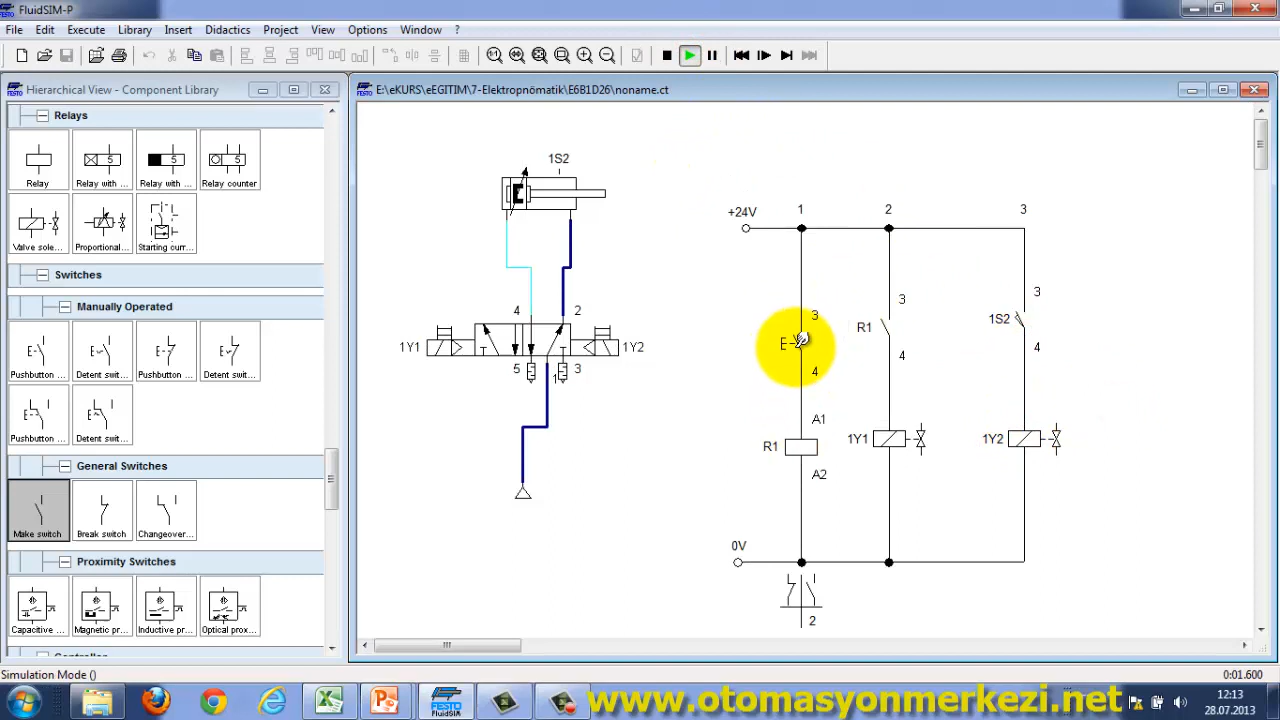 FluidSIM-P
File Edit Execute Library Insert Didactics Project View Options Window ?
Hierarchical View - Component Library
E:\eKURS\eEGITIM\7-Elektropnömatik\E6B1D26\noname.ct
Relays
Relay Relay with ... Relay with ... Relay counter
Valve sole... Proportional... Starting curr...
Switches
Manually Operated
Pushbutton ... Detent swit... Pushbutton ... Detent swit...
Pushbutton ... Detent swit...
General Switches
Make switch Break switch Changeover...
Proximity Switches
Capacitive ... Magnetic pr... Inductive pr... Optical prox...
1S2
4 2
1Y1 1Y2
5 1 3
+24V 1 2 3
3 3 3
R1 1S2
E
4 4 4
A1
R1 1Y1 1Y2
A2
0V
2
Simulation Mode () 0:01.600
www.otomasyonmerkezi.net
FluidSIM
12:13
28.07.2013